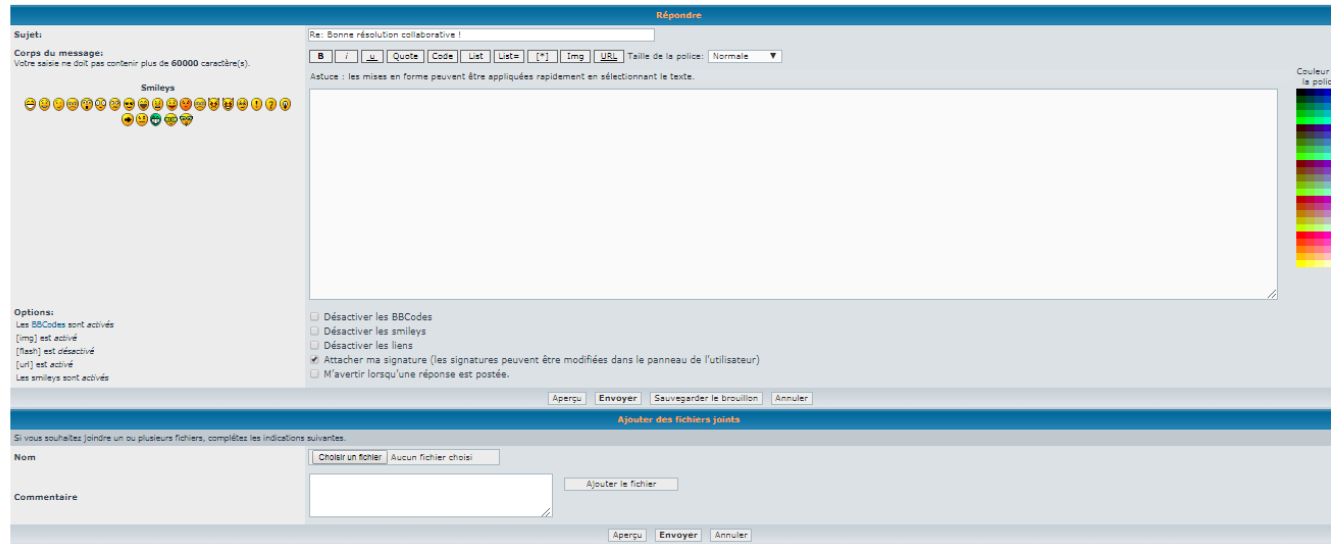 Répondre
Sujet:
Re: Bonne résolution collaborative !
Corps du message:
Votre saisie ne doit pas contenir plus de 60000 caractère(s).
B i u Quote Code List List= [*] Img URL Taille de la police: Normale
Astuce : les mises en forme peuvent être appliquées rapidement en sélectionnant le texte.
Smileys
Couleur
la polic
Options:
Les BBCodes sont activés
[img] est activé
[flash] est désactivé
[url] est activé
Les smileys sont activés
Désactiver les BBCodes
Désactiver les smileys
Désactiver les liens
Attacher ma signature (les signatures peuvent être modifiées dans le panneau de l'utilisateur)
M'avertir lorsqu'une réponse est postée.
Aperçu Envoyer Sauvegarder le brouillon Annuler
Ajouter des fichiers joints
Si vous souhaitez joindre un ou plusieurs fichiers, complétez les indications suivantes.
Nom
Choisir un fichier Aucun fichier choisi
Commentaire
Ajouter le fichier
Aperçu Envoyer Annuler